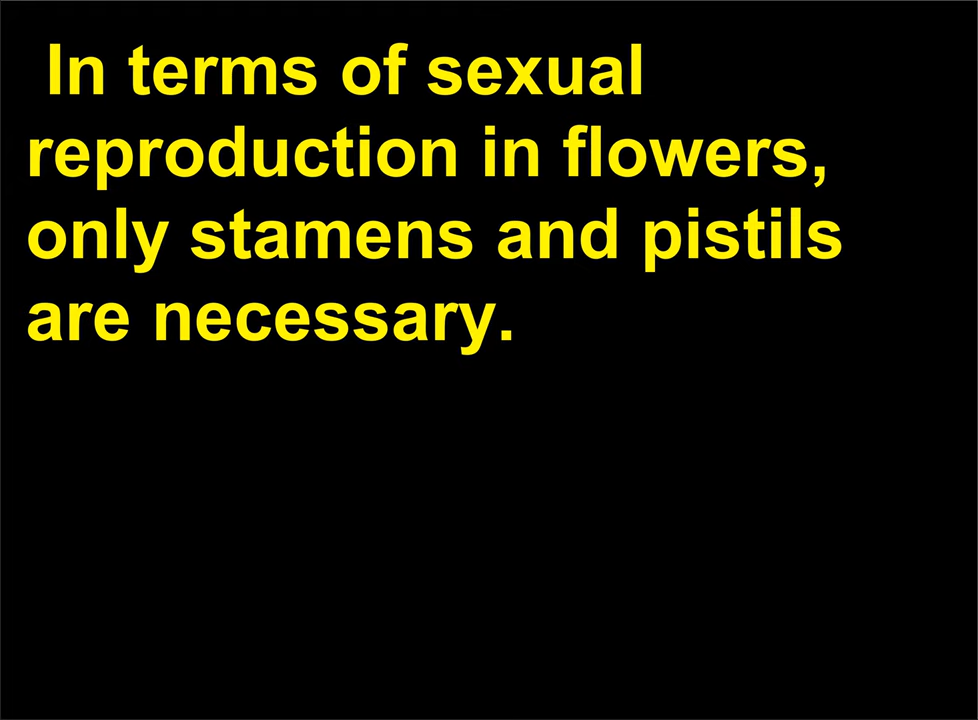 In terms of sexual
reproduction in flowers,
only stamens and pistils
are necessary.